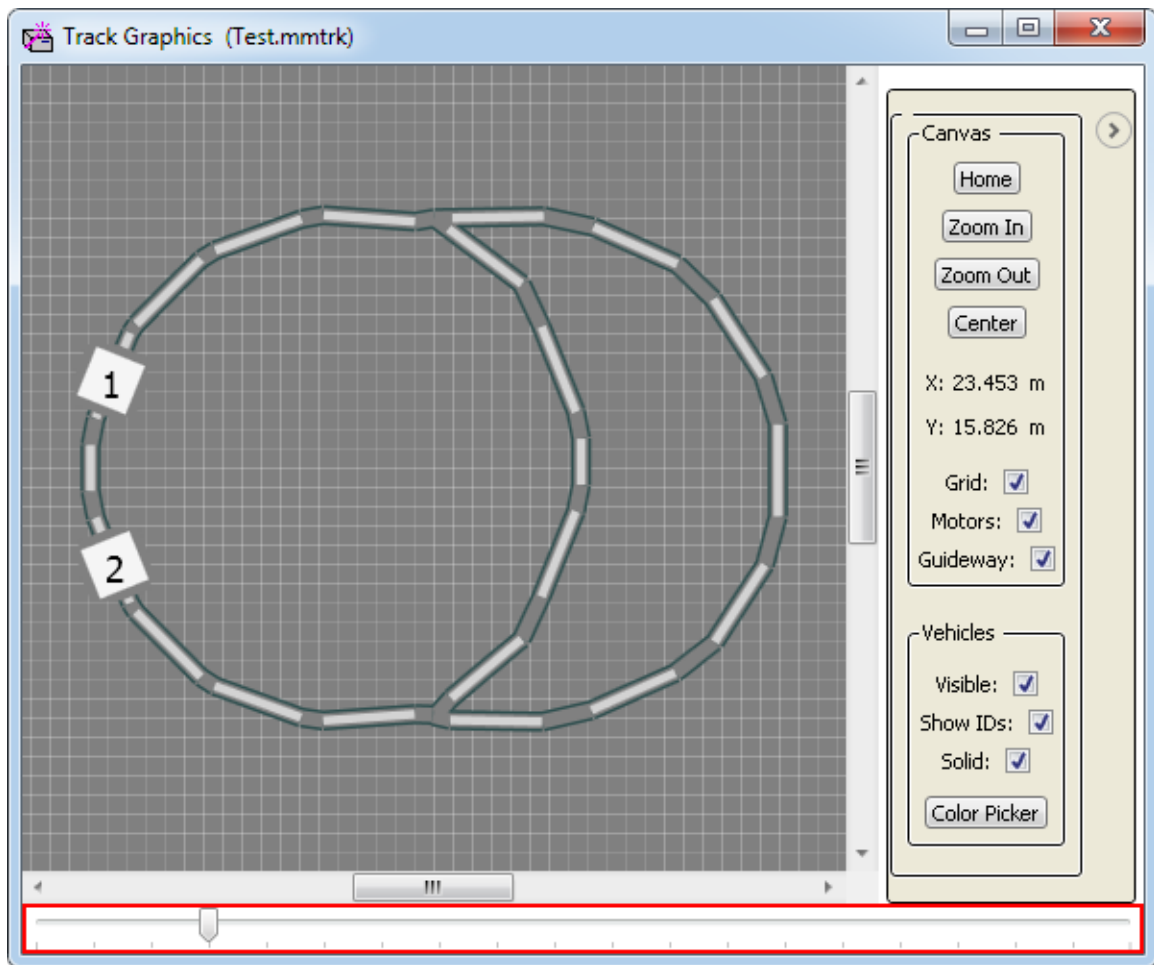 Track Graphics (Test.mmtrk)
Canvas
Home
Zoom In
Zoom Out
Center
X: 23.453 m
Y: 15.826 m
Grid:
Motors:
Guideway:
Vehicles
Visible:
Show IDs:
Solid:
Color Picker
1
2